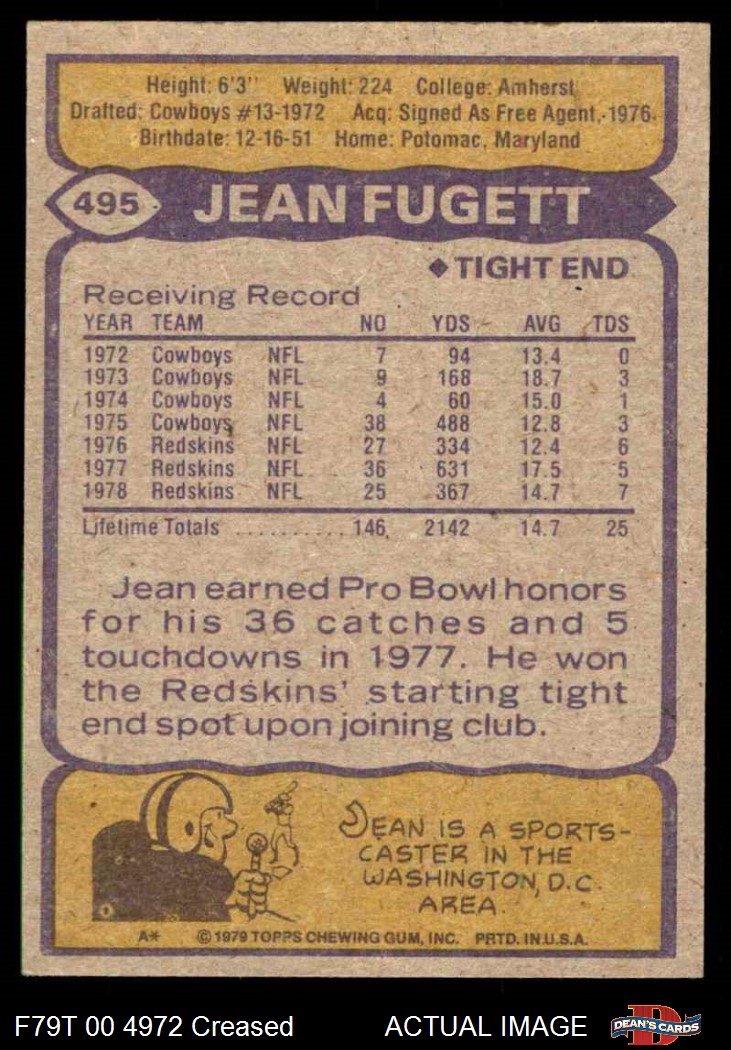 Height: 6'3" Weight: 224 College: Amherst
Drafted: Cowboys #13-1972 Acq: Signed As Free Agent, 1976
Birthdate: 12-16-51 Home: Potomac, Maryland
495 JEAN FUGETT
◆ TIGHT END
Receiving Record
YEAR TEAM NO YDS AVG TDS
1972 Cowboys NFL 7 94 13.4 0
1973 Cowboys NFL 9 168 18.7 3
1974 Cowboys NFL 4 60 15.0 1
1975 Cowboys NFL 38 488 12.8 3
1976 Redskins NFL 27 334 12.4 6
1977 Redskins NFL 36 631 17.5 5
1978 Redskins NFL 25 367 14.7 7
Lifetime Totals .......... 146 2142 14.7 25
Jean earned Pro Bowl honors
for his 36 catches and 5
touchdowns in 1977. He won
the Redskins' starting tight
end spot upon joining club.
JEAN IS A SPORTS-
CASTER IN THE
WASHINGTON, D.C.
AREA.
A* © 1979 TOPPS CHEWING GUM, INC. PRTD. IN U.S.A.
F79T 00 4972 Creased ACTUAL IMAGE
D
DEAN'S CARDS